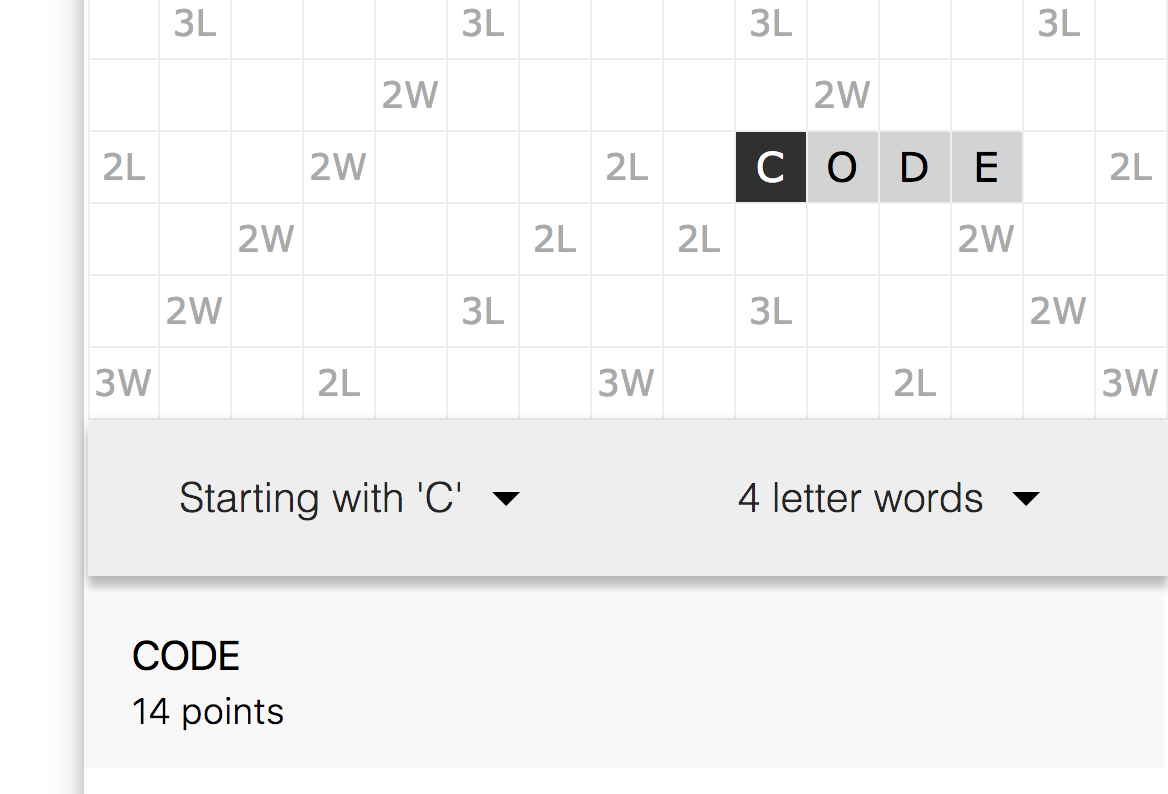 3L 3L 3L 3L
2W 2W
2L 2W 2L C O D E 2L
2W 2L 2L 2W
2W 3L 3L 2W
3W 2L 3W 2L 3W
Starting with 'C' 4 letter words
CODE
14 points